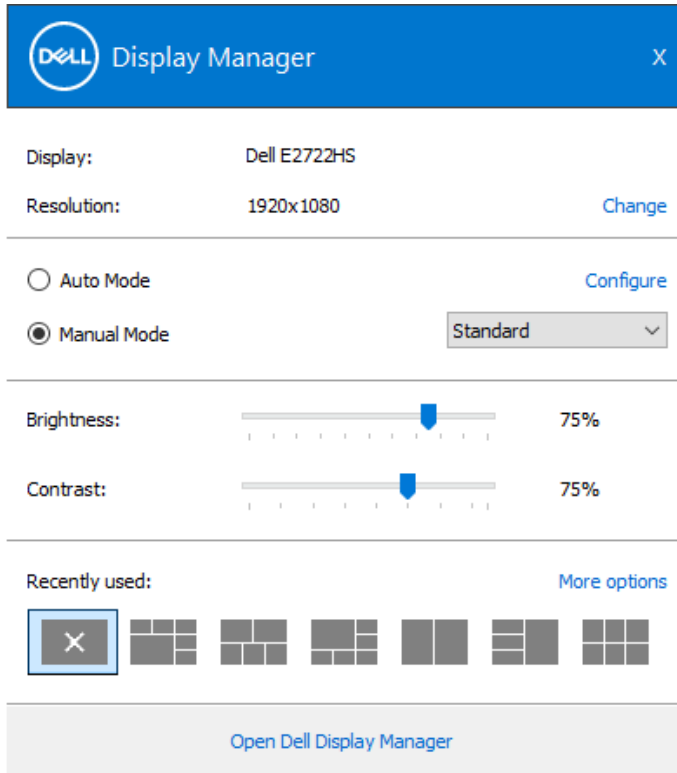 DELL Display Manager X
Display: Dell E2722HS
Resolution: 1920x1080 Change
Auto Mode Configure
Manual Mode Standard
Brightness: 75%
Contrast: 75%
Recently used: More options
Open Dell Display Manager